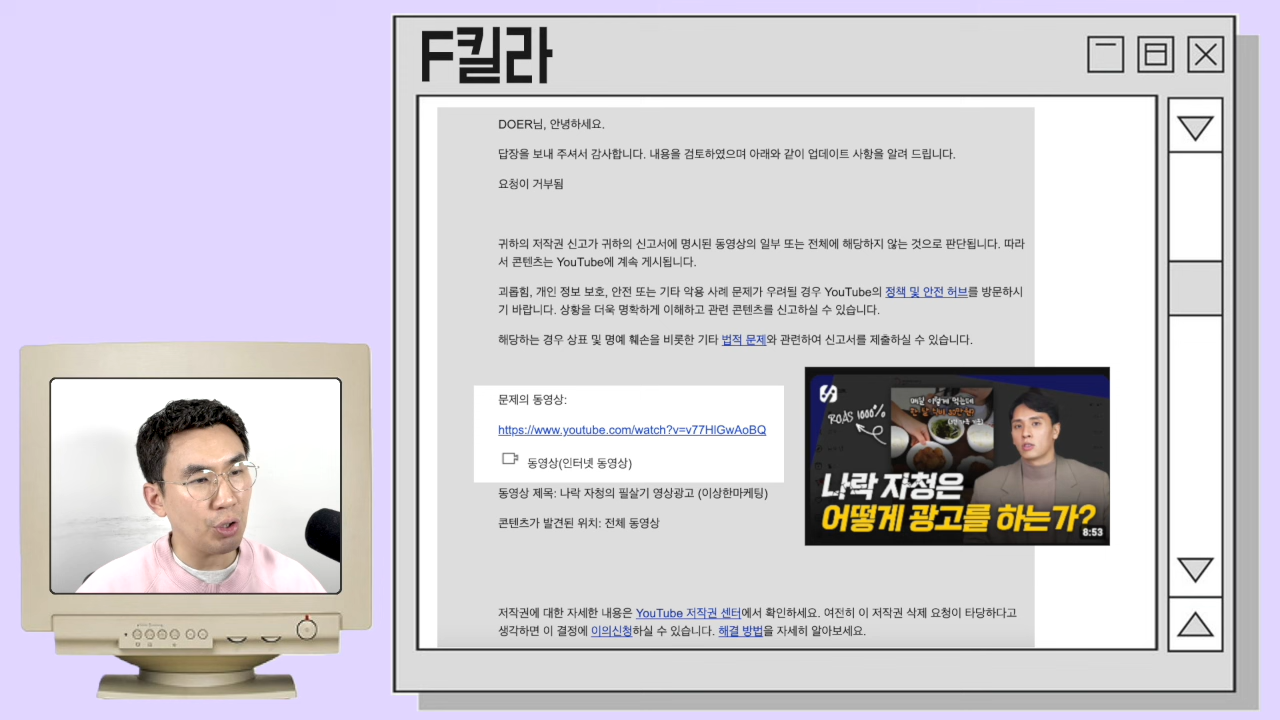 F킬라
DOER님, 안녕하세요.
답장을 보내 주셔서 감사합니다. 내용을 검토하였으며 아래와 같이 업데이트 사항을 알려 드립니다.
요청이 거부됨
귀하의 저작권 신고가 귀하의 신고서에 명시된 동영상의 일부 또는 전체에 해당하지 않는 것으로 판단됩니다. 따라
서 콘텐츠는 YouTube에 계속 게시됩니다.
괴롭힘, 개인 정보 보호, 안전 또는 기타 악용 사례 문제가 우려될 경우 YouTube의 정책 및 안전 허브를 방문하시
기 바랍니다. 상황을 더욱 명확하게 이해하고 관련 콘텐츠를 신고하실 수 있습니다.
해당하는 경우 상표 및 명예 훼손을 비롯한 기타 법적 문제와 관련하여 신고서를 제출하실 수 있습니다.
문제의 동영상:
https://www.youtube.com/watch?v=v77HlGwAoBQ
동영상(인터넷 동영상)
동영상 제목: 나락 자청의 필살기 영상광고 (이상한마케팅)
콘텐츠가 발견된 위치: 전체 동영상
ROAS 1000%
매일 이렇게 먹는데
나락 자청은
어떻게 광고를 하는가?
8:53
저작권에 대한 자세한 내용은 YouTube 저작권 센터에서 확인하세요. 여전히 이 저작권 삭제 요청이 타당하다고
생각하면 이 결정에 이의신청하실 수 있습니다. 해결 방법을 자세히 알아보세요.